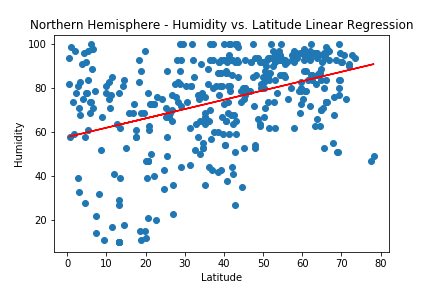 Northern Hemisphere - Humidity vs. Latitude Linear Regression
100
80
60
40
20
Humidity
0 10 20 30 40 50 60 70 80
Latitude